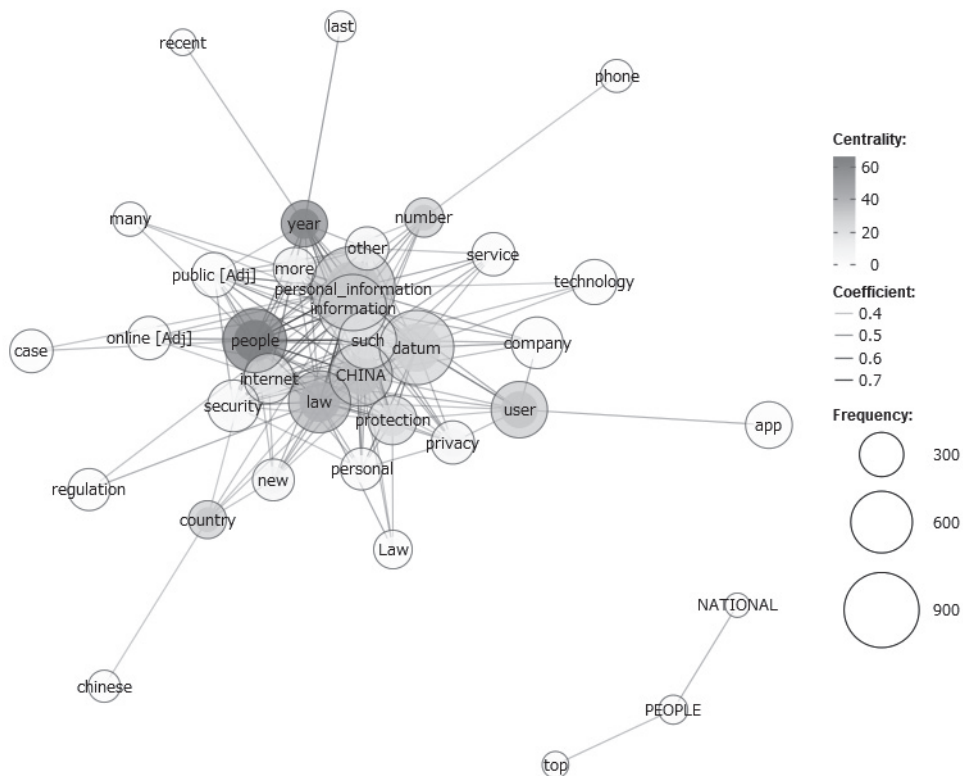 last
recent
phone
many
year
number
other
service
more
public [Adj]
technology
personal_information
information
online [Adj]
people
such
datum
company
case
internet
CHINA
security
law
protection
user
app
privacy
personal
regulation
new
country
Law
chinese
NATIONAL
PEOPLE
top
Centrality:
60
40
20
0
Coefficient:
0.4
0.5
0.6
0.7
Frequency:
300
600
900